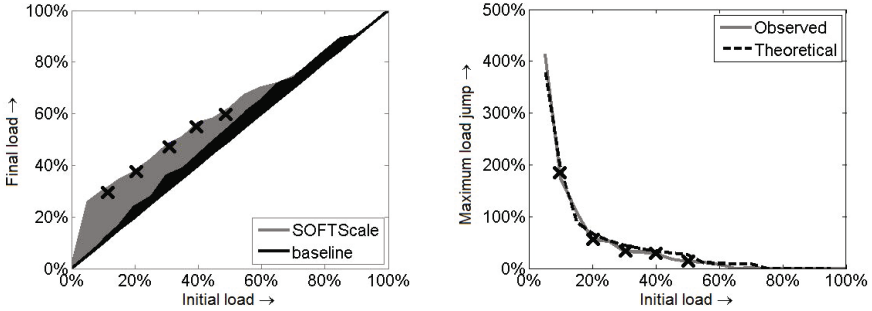 100%
80%
60%
40%
20%
0%
Final load →
0% 20% 40% 60% 80% 100%
Initial load →
SOFTScale
baseline
500%
400%
300%
200%
100%
0%
Maximum load jump →
0% 20% 40% 60% 80% 100%
Initial load →
Observed
Theoretical